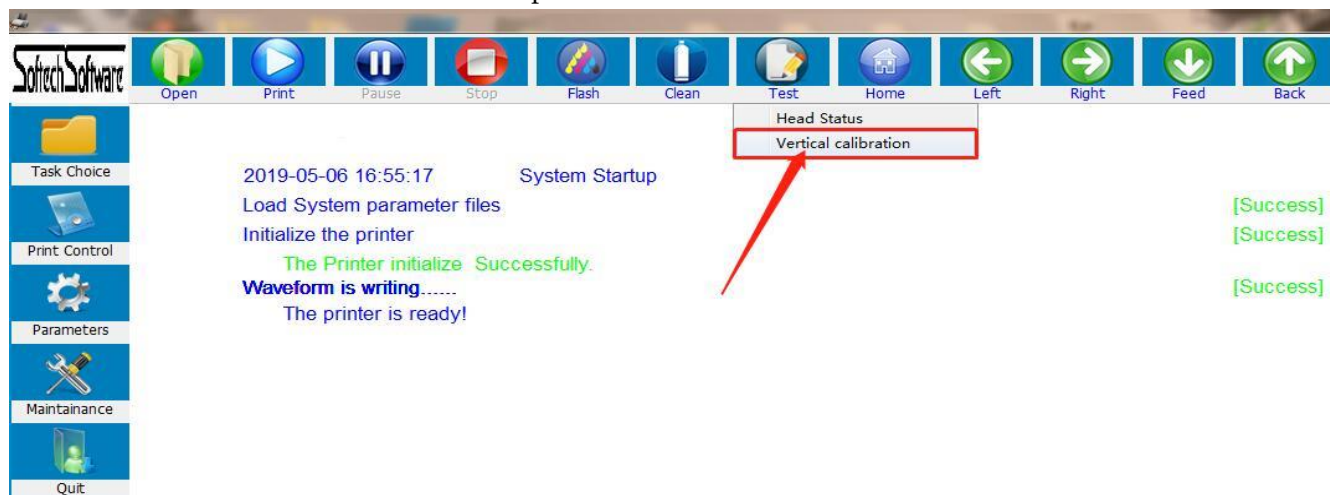 Softech Software
Open Print Pause Stop Flash Clean Test Home Left Right Feed Back
Head Status
Vertical calibration
Task Choice
2019-05-06 16:55:17 System Startup
Load System parameter files [Success]
Print Control
Initialize the printer [Success]
The Printer initialize Successfully.
Waveform is writing...... [Success]
The printer is ready!
Parameters
Maintainance
Quit